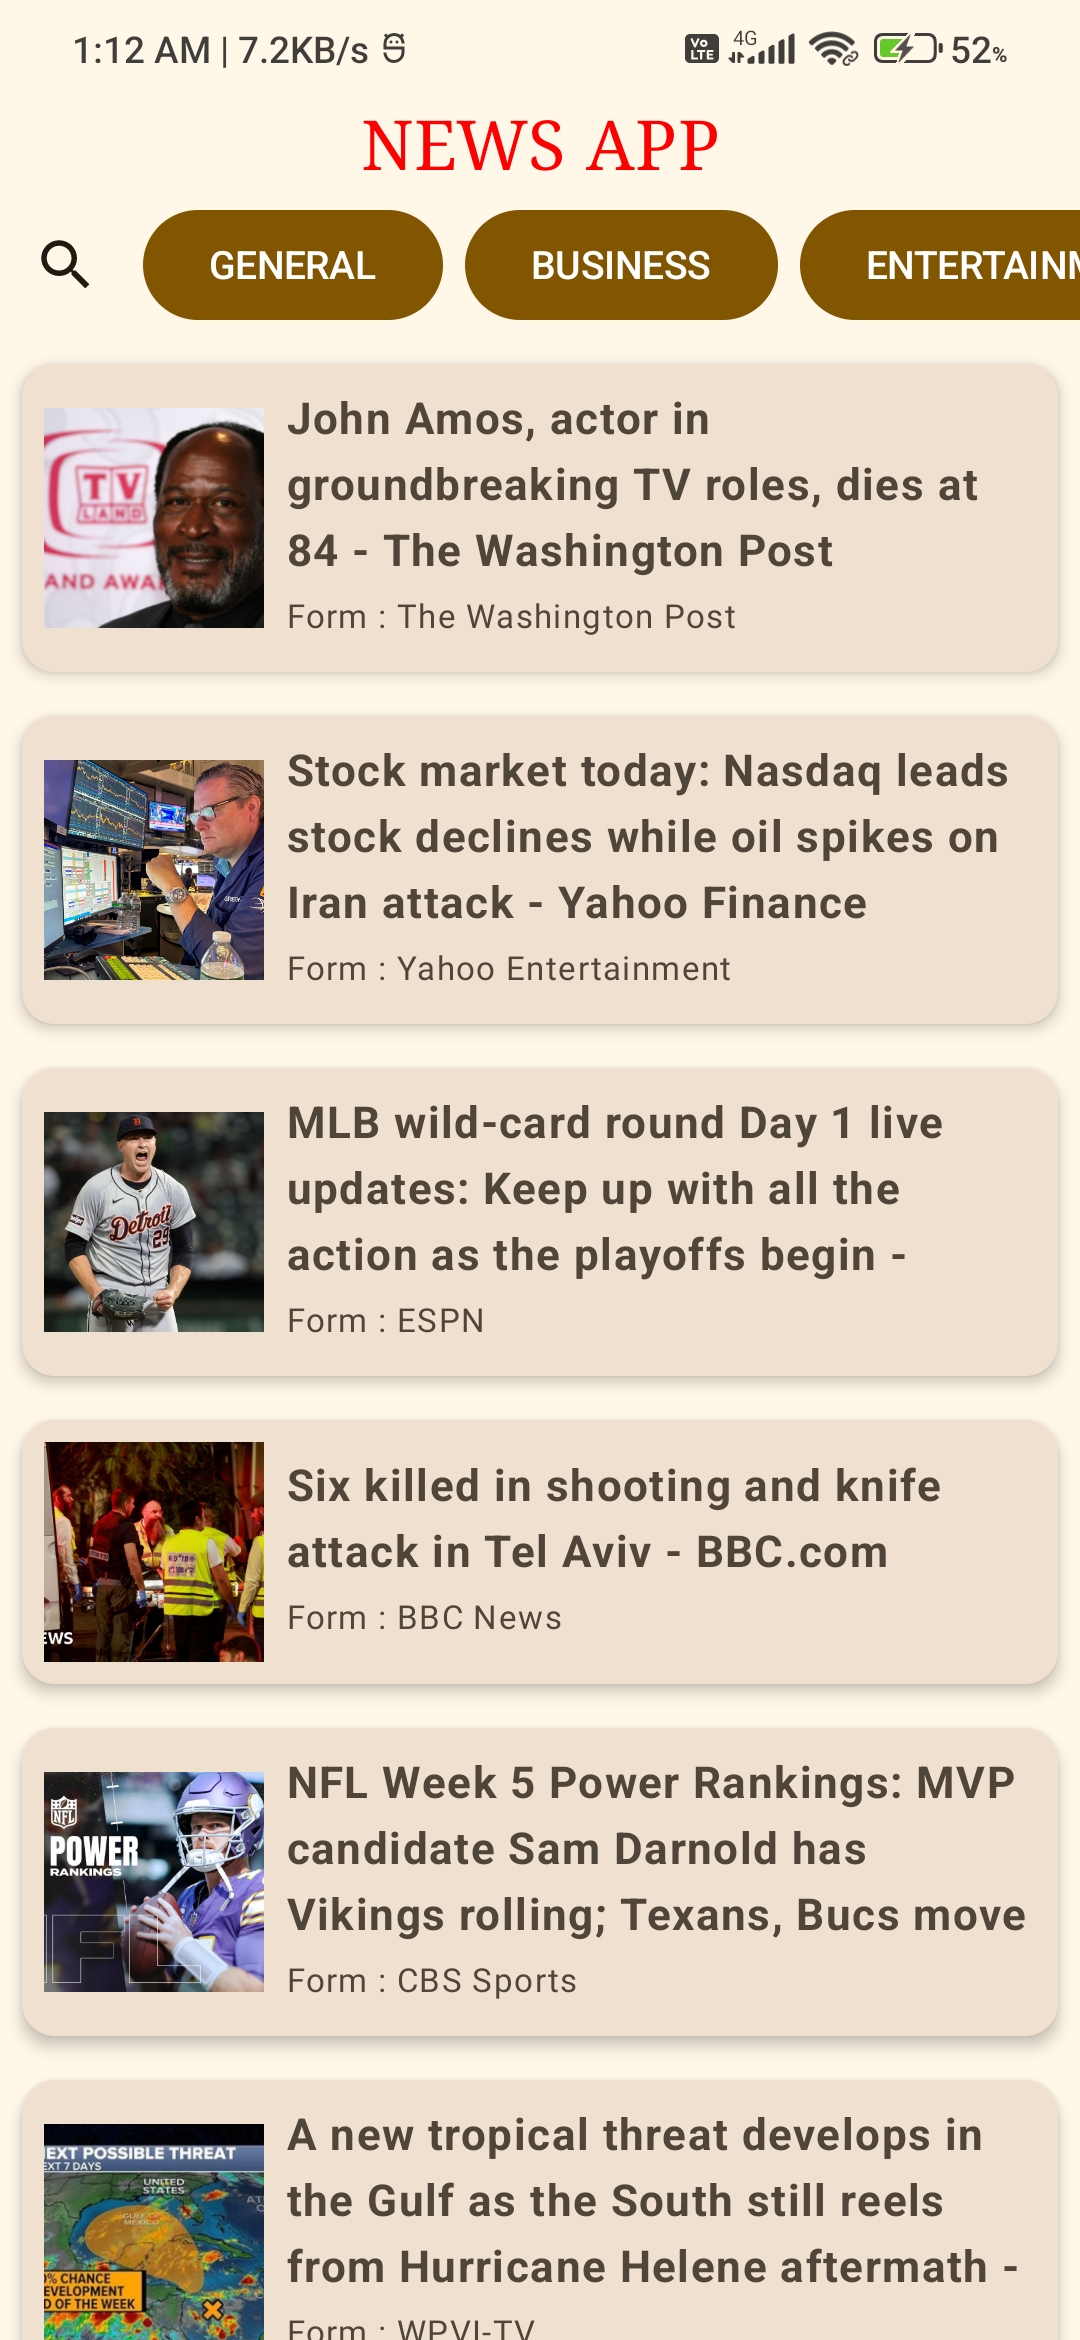 1:12 AM | 7.2KB/s
Vo LTE 4G 52%
NEWS APP
GENERAL BUSINESS ENTERTAINM
TV
LAND
AND AWA
John Amos, actor in
groundbreaking TV roles, dies at
84 - The Washington Post
Form : The Washington Post
Stock market today: Nasdaq leads
stock declines while oil spikes on
Iran attack - Yahoo Finance
Form : Yahoo Entertainment
Detroit
29
MLB wild-card round Day 1 live
updates: Keep up with all the
action as the playoffs begin -
Form : ESPN
EWS
Six killed in shooting and knife
attack in Tel Aviv - BBC.com
Form : BBC News
NFL
POWER
RANKINGS
NFL Week 5 Power Rankings: MVP
candidate Sam Darnold has
Vikings rolling; Texans, Bucs move
Form : CBS Sports
EXT POSSIBLE THREAT
EXT 7 DAYS
UNITED
STATES
GULF OF
MEXICO
0% CHANCE
EVELOPMENT
D OF THE WEEK
A new tropical threat develops in
the Gulf as the South still reels
from Hurricane Helene aftermath -
Form : WPVI-TV